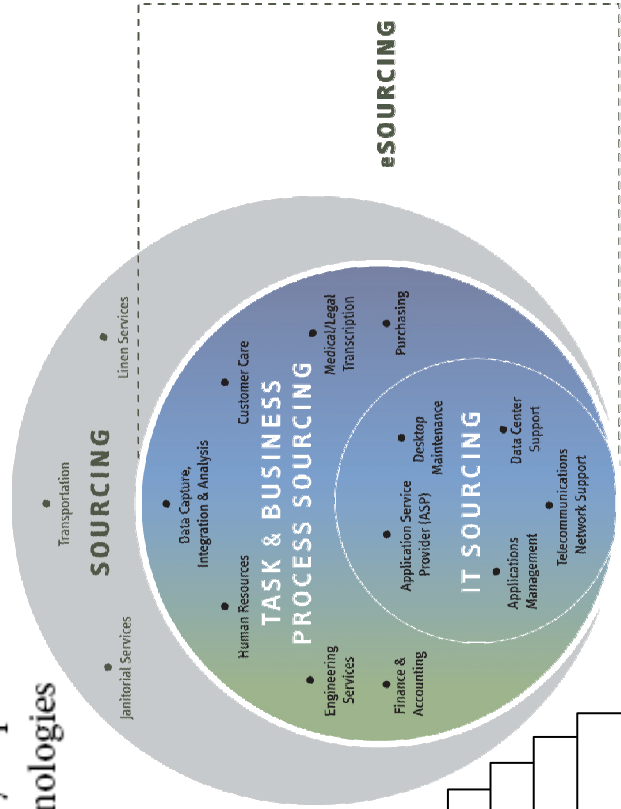 nologies
Transportation
Janitorial Services
SOURCING
Linen Services
Data Capture,
Integration & Analysis
Human Resources
Customer Care
TASK & BUSINESS
PROCESS SOURCING
Engineering
Services
Medical/Legal
Transcription
Finance &
Accounting
Purchasing
Application Service
Provider (ASP)
Desktop
Maintenance
IT SOURCING
Applications
Management
Data Center
Support
Telecommunications
Network Support
eSOURCING